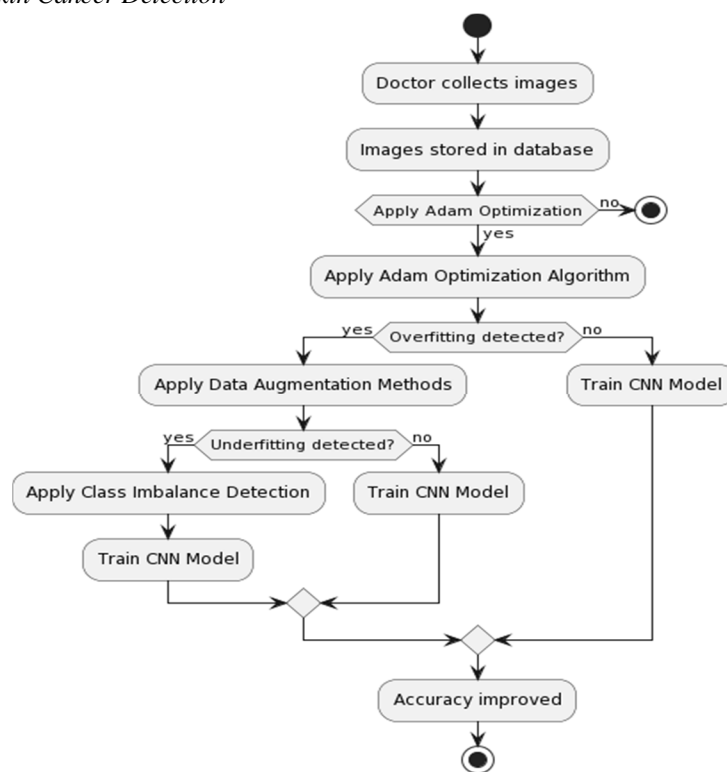 Cancer Detection
Doctor collects images
Images stored in database
Apply Adam Optimization
no
yes
Apply Adam Optimization Algorithm
yes
Overfitting detected?
no
Apply Data Augmentation Methods
Train CNN Model
yes
Underfitting detected?
no
Apply Class Imbalance Detection
Train CNN Model
Train CNN Model
Accuracy improved